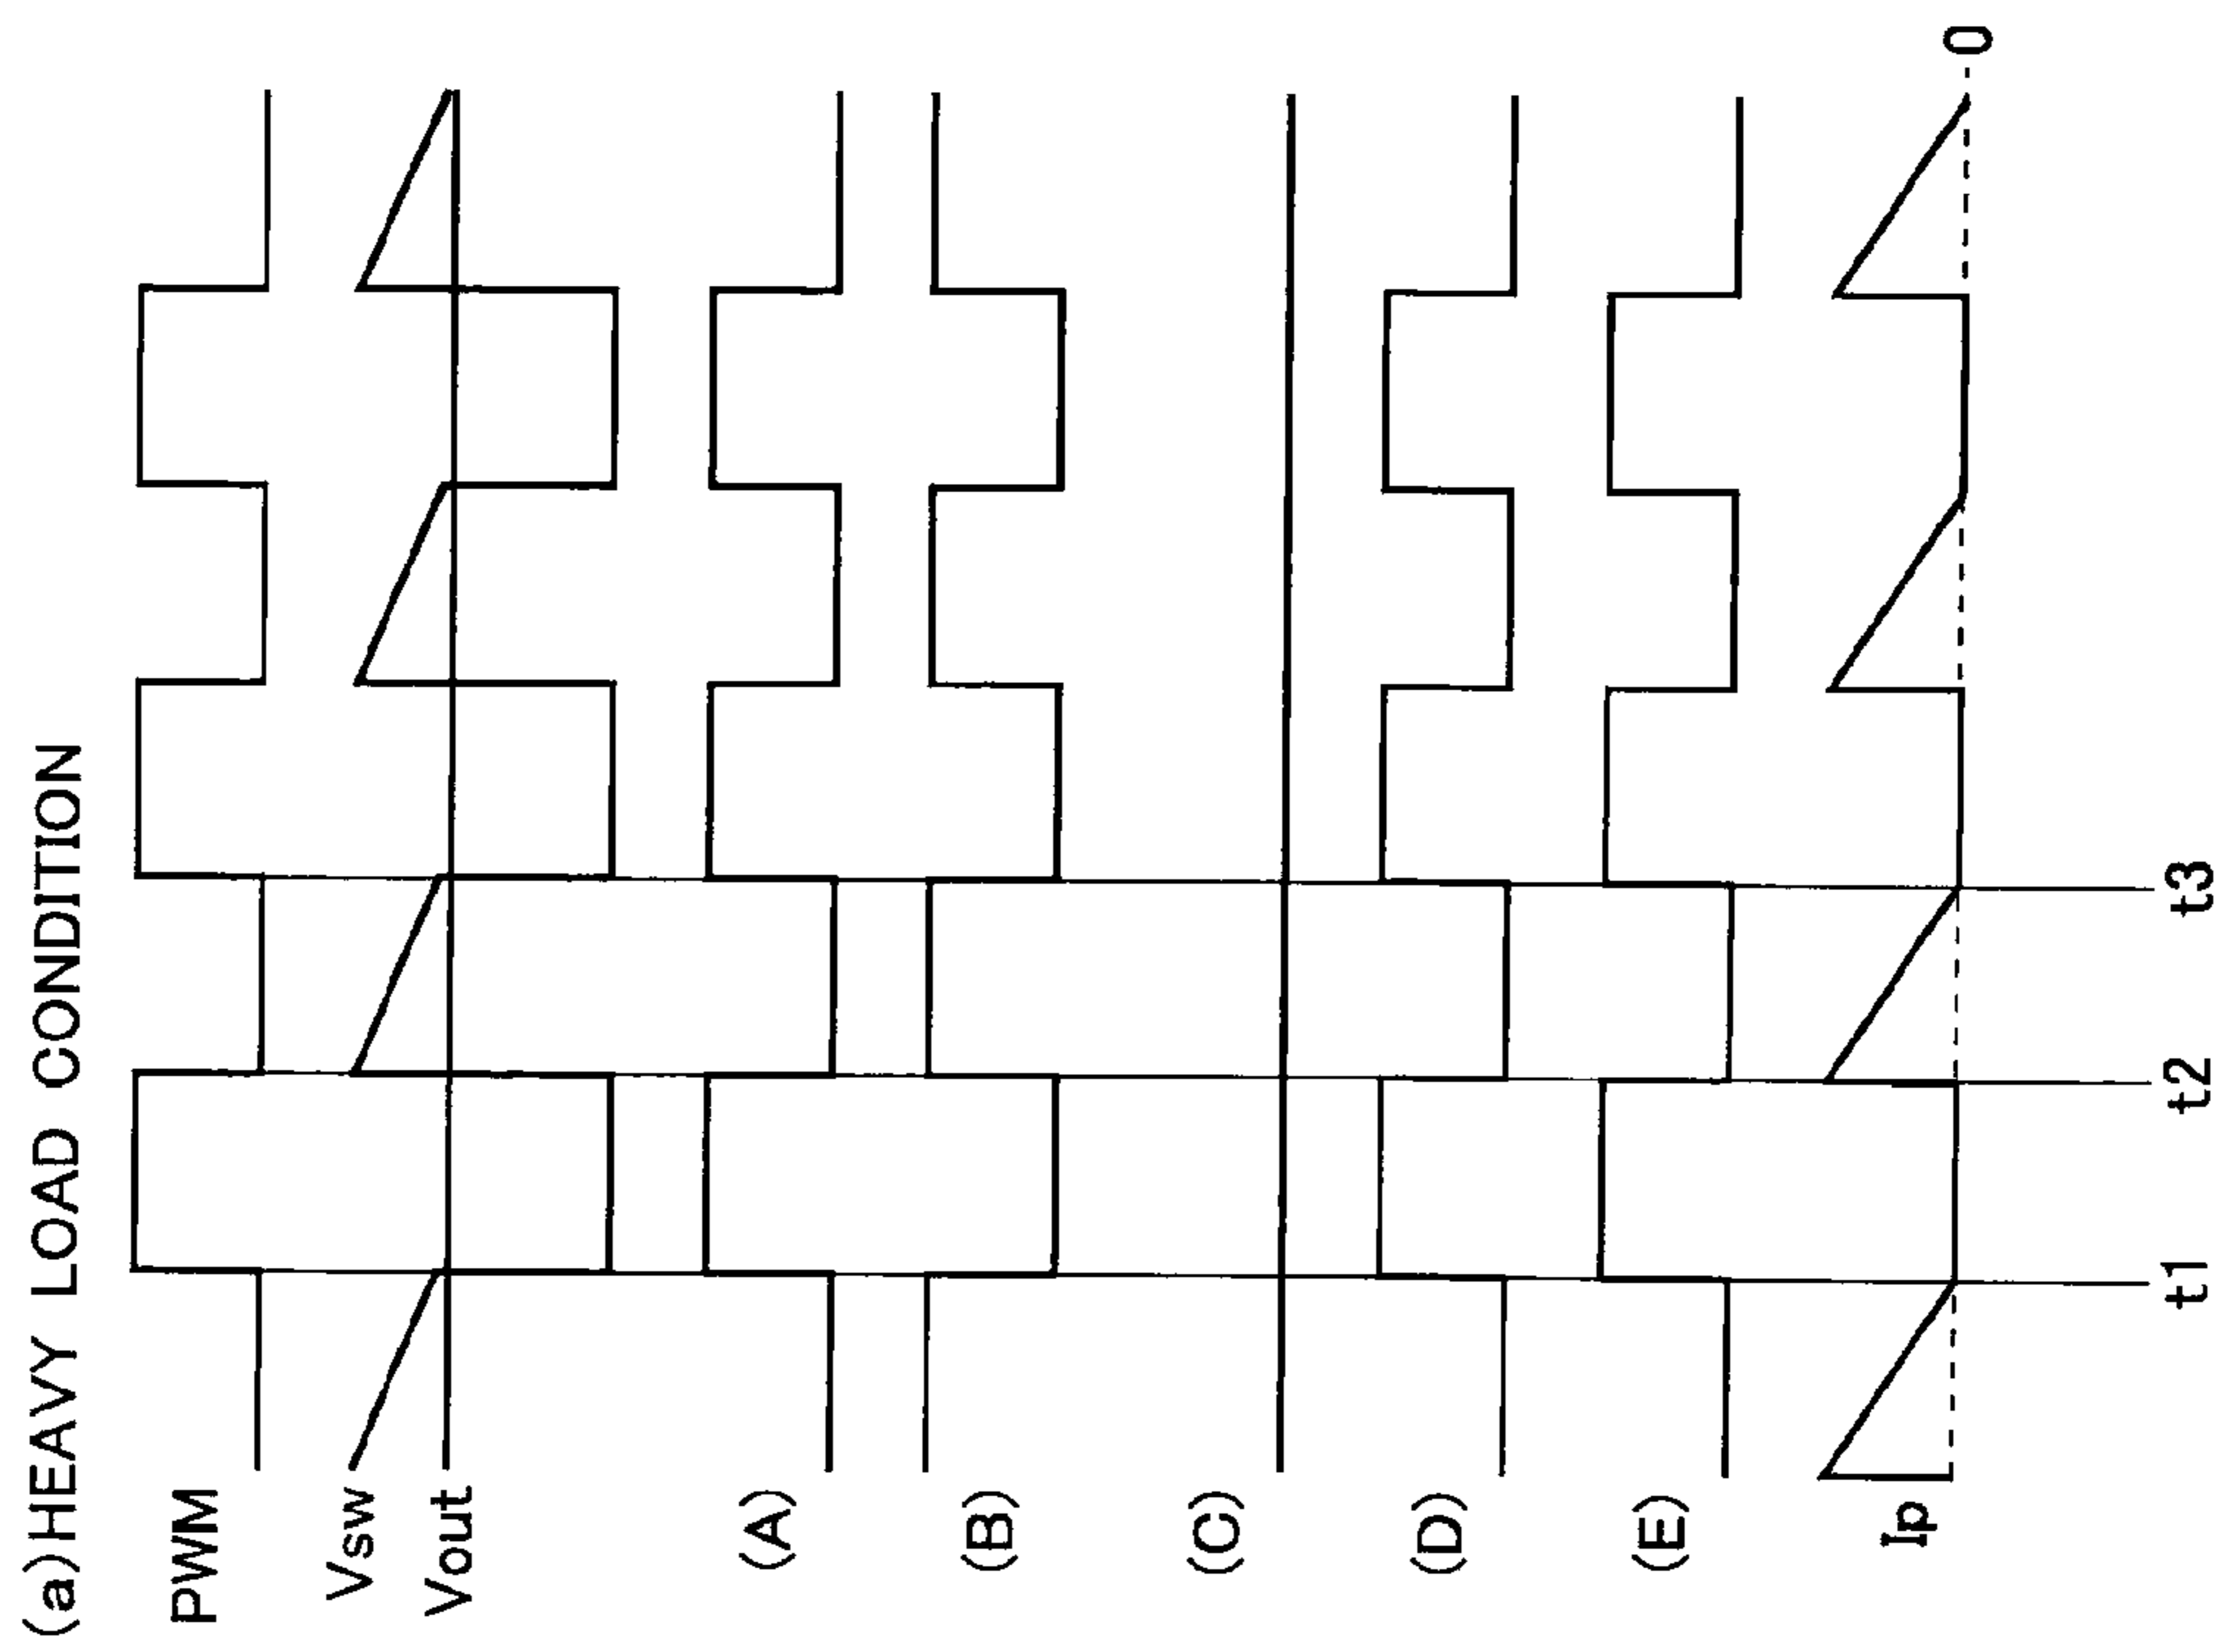 (a)HEAVY LOAD CONDITION
PWM
Vsw
Vout
(A)
(B)
(C)
(D)
(E)
Ip
0
t1
t2
t3